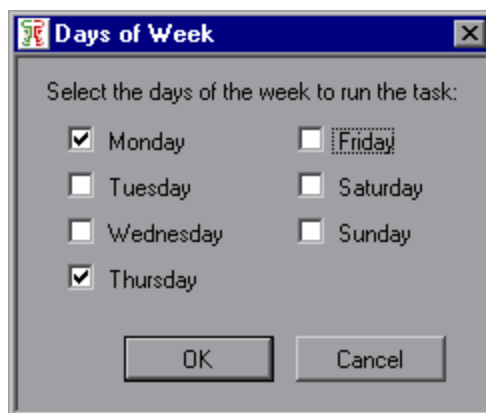 Days of Week
Select the days of the week to run the task:
Monday
Friday
Tuesday
Saturday
Wednesday
Sunday
Thursday
OK
Cancel